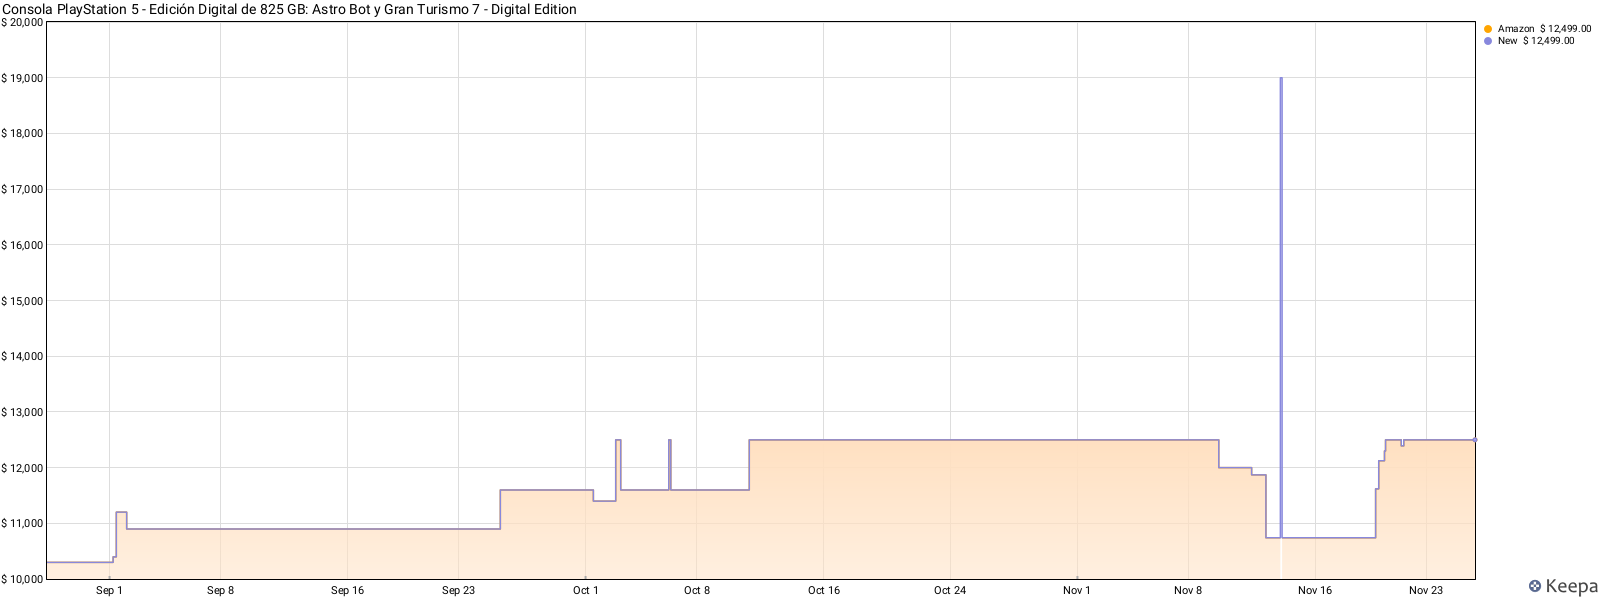 Consola PlayStation 5 - Edición Digital de 825 GB: Astro Bot y Gran Turismo 7 - Digital Edition
$ 20,000
$ 19,000
$ 18,000
$ 17,000
$ 16,000
$ 15,000
$ 14,000
$ 13,000
$ 12,000
$ 11,000
$ 10,000
Sep 1 Sep 8 Sep 16 Sep 23 Oct 1 Oct 8 Oct 16 Oct 24 Nov 1 Nov 8 Nov 16 Nov 23
Amazon $ 12,499.00
New $ 12,499.00
Keepa